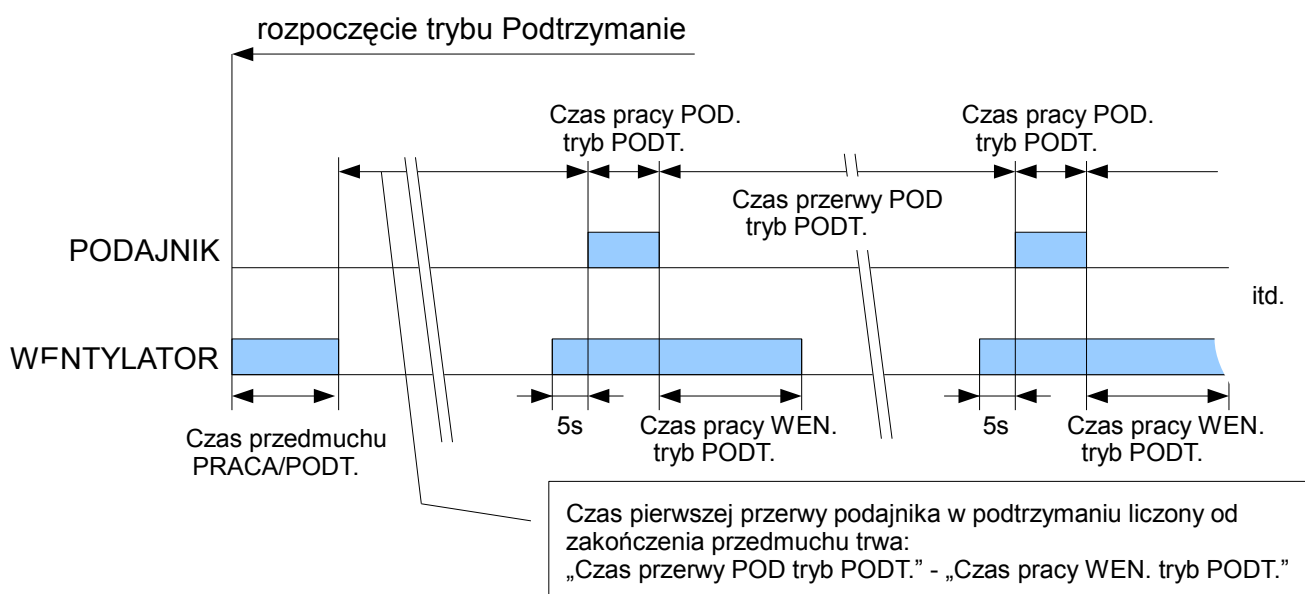 rozpoczęcie trybu Podtrzymanie
Czas pracy POD.
tryb PODT.
Czas pracy POD.
tryb PODT.
Czas przerwy POD
tryb PODT.
PODAJNIK
itd.
WENTYLATOR
5s
Czas pracy WEN.
tryb PODT.
5s
Czas pracy WEN.
tryb PODT.
Czas przedmuchu
PRACA/PODT.
Czas pierwszej przerwy podajnika w podtrzymaniu liczony od
zakończenia przedmuchu trwa:
„Czas przerwy POD tryb PODT.” - „Czas pracy WEN. tryb PODT.”